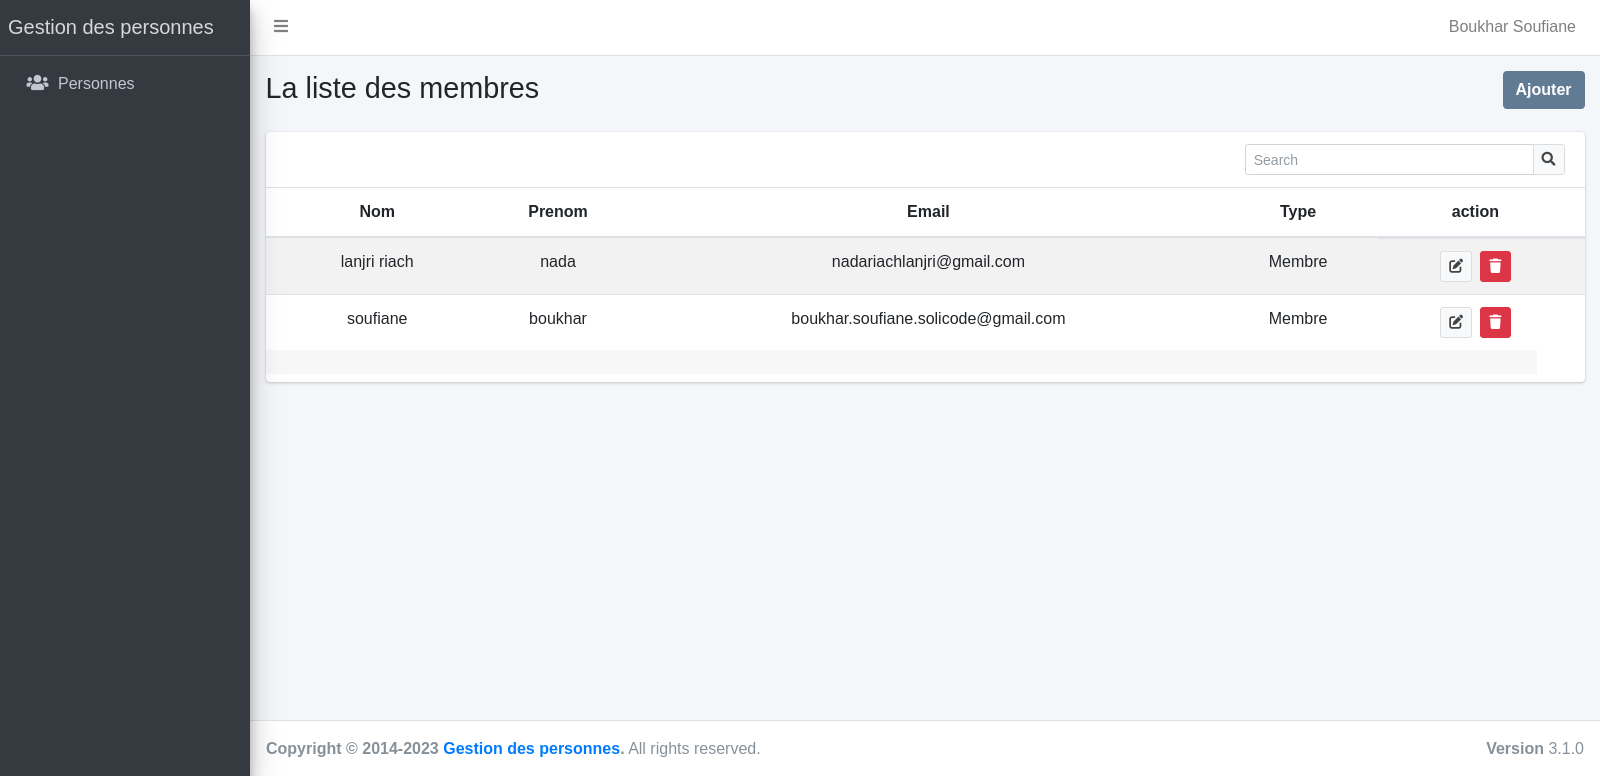 Gestion des personnes
Boukhar Soufiane
Personnes
La liste des membres
Ajouter
Search
Nom Prenom Email Type action
lanjri riach nada nadariachlanjri@gmail.com Membre
soufiane boukhar boukhar.soufiane.solicode@gmail.com Membre
Copyright © 2014-2023 Gestion des personnes. All rights reserved. Version 3.1.0